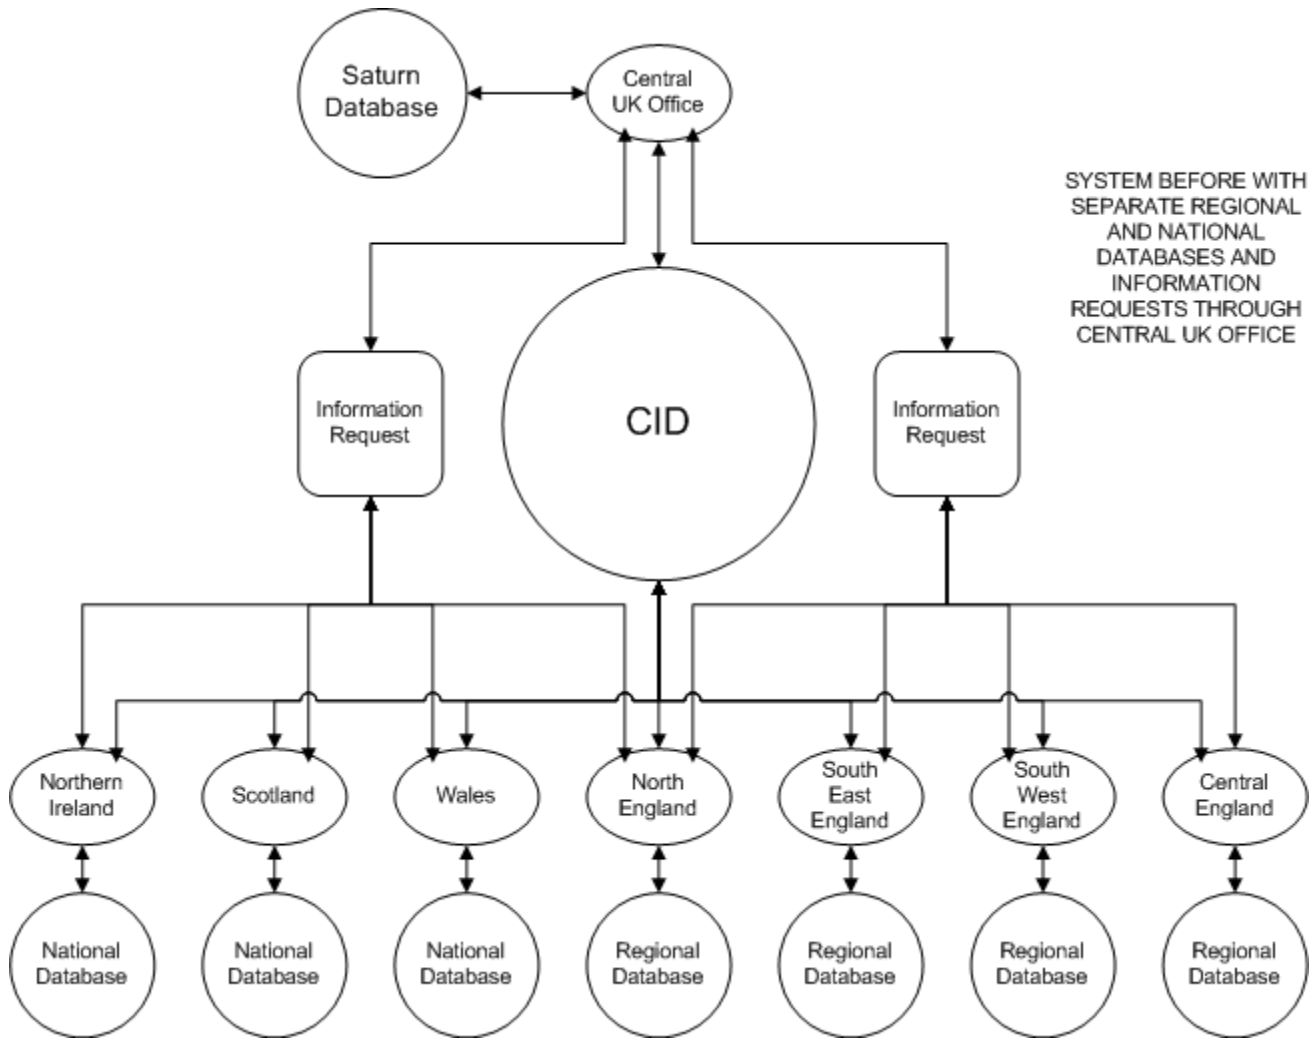 Saturn
Database
Central
UK Office
SYSTEM BEFORE WITH
SEPARATE REGIONAL
AND NATIONAL
DATABASES AND
INFORMATION
REQUESTS THROUGH
CENTRAL UK OFFICE
Information
Request
CID
Information
Request
Northern
Ireland
Scotland
Wales
North
England
South
East
England
South
West
England
Central
England
National
Database
National
Database
National
Database
Regional
Database
Regional
Database
Regional
Database
Regional
Database